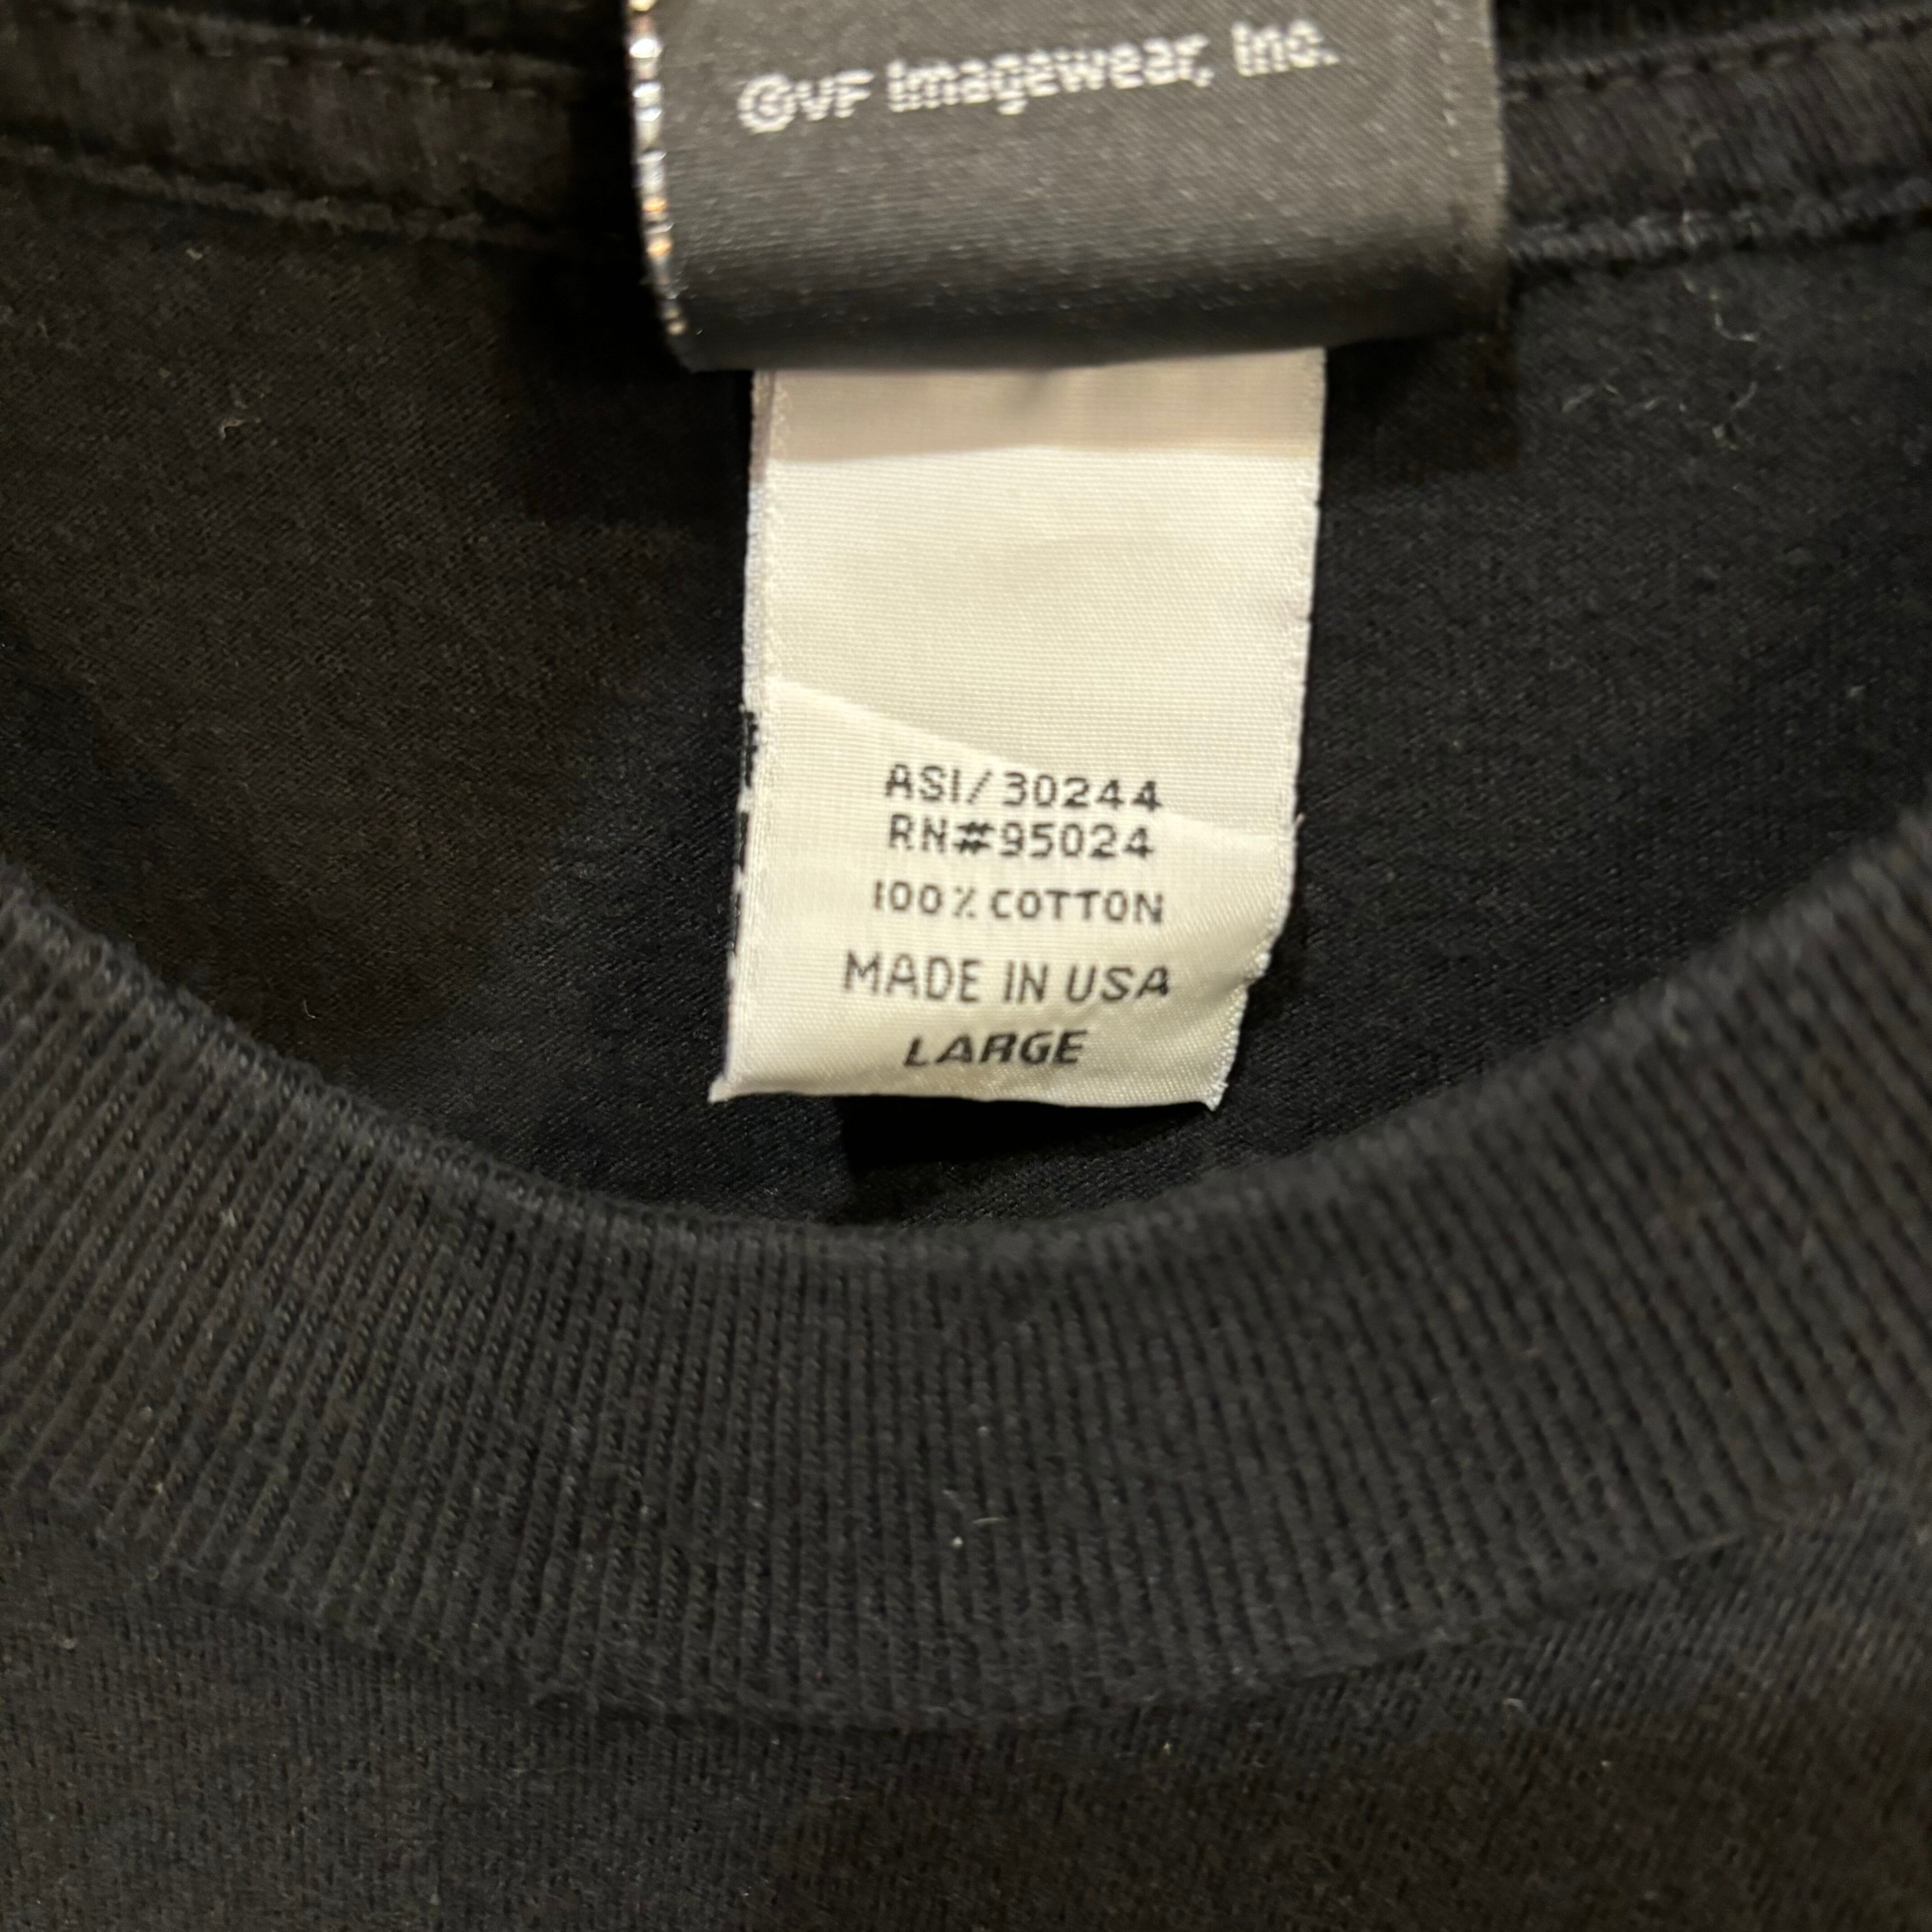 ©VF Imagewear, Inc.
ASI/30244
RN#95024
100% COTTON
MADE IN USA
LARGE